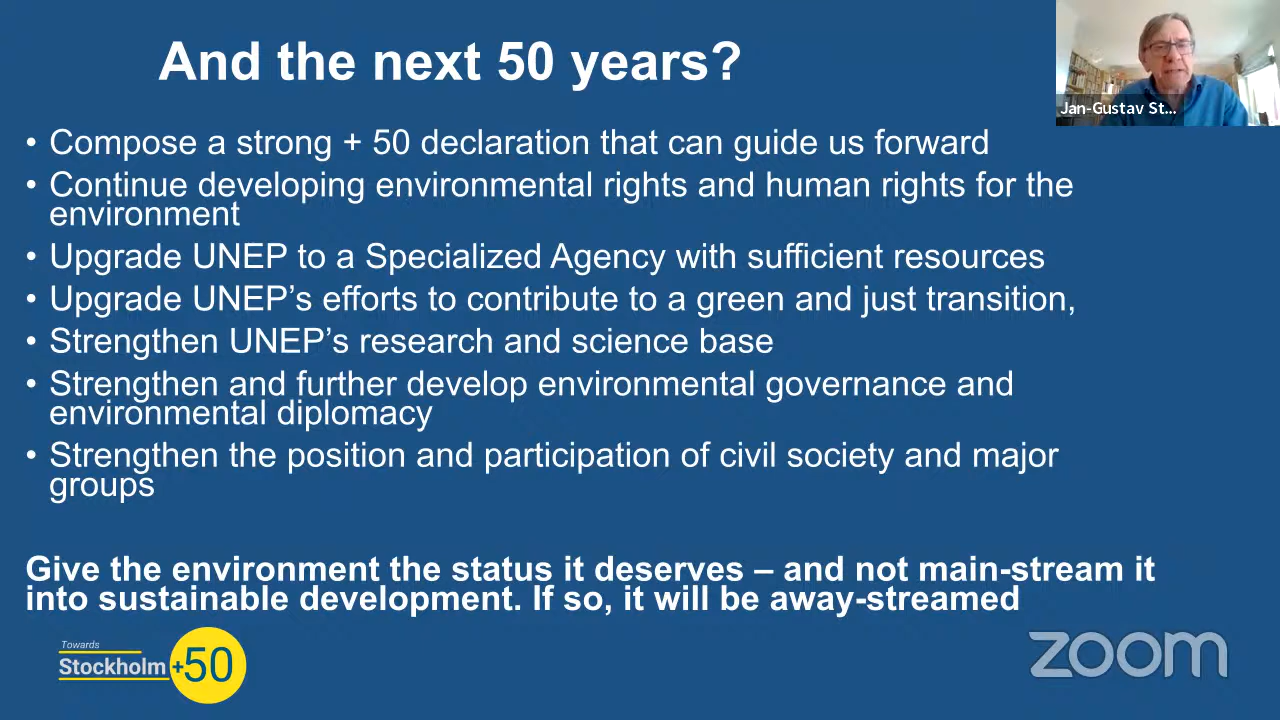 And the next 50 years?
Jan-Gustav St...
• Compose a strong + 50 declaration that can guide us forward
• Continue developing environmental rights and human rights for the
environment
• Upgrade UNEP to a Specialized Agency with sufficient resources
• Upgrade UNEP’s efforts to contribute to a green and just transition,
• Strengthen UNEP’s research and science base
• Strengthen and further develop environmental governance and
environmental diplomacy
• Strengthen the position and participation of civil society and major
groups
Give the environment the status it deserves – and not main-stream it
into sustainable development. If so, it will be away-streamed
Towards
Stockholm+50
zoom